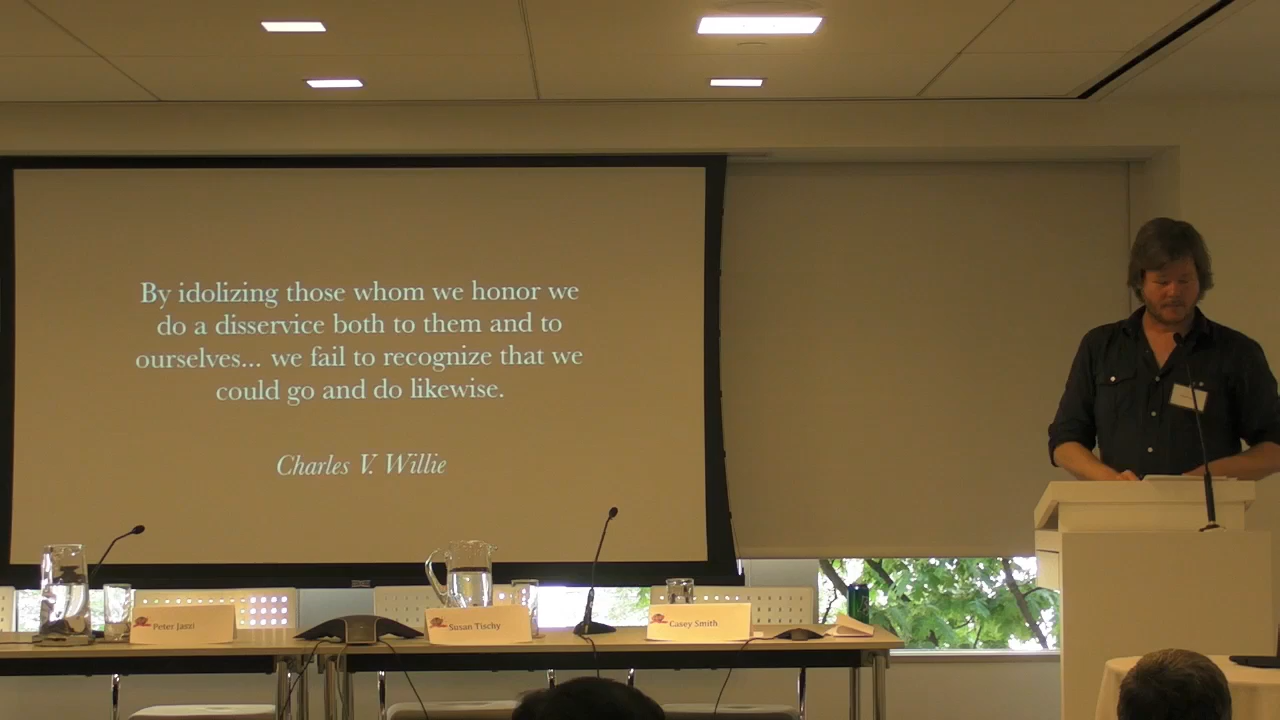 By idolizing those whom we honor we
do a disservice both to them and to
ourselves... we fail to recognize that we
could go and do likewise.
Charles V. Willie
Peter Jaszi
Susan Tischy
Casey Smith